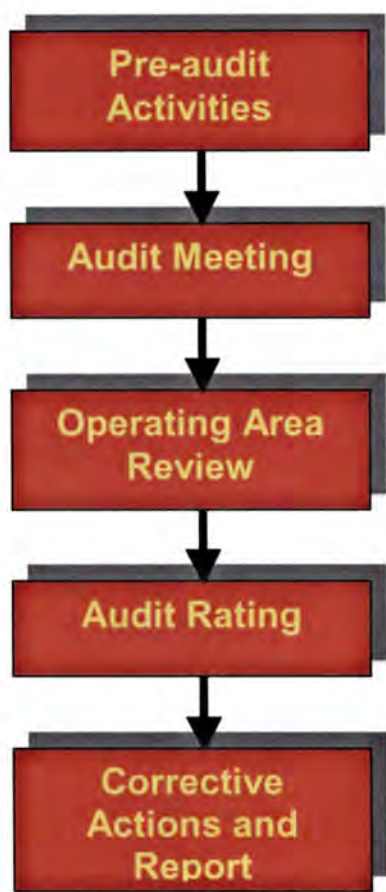 Pre-audit
Activities
Audit Meeting
Operating Area
Review
Audit Rating
Corrective
Actions and
Report